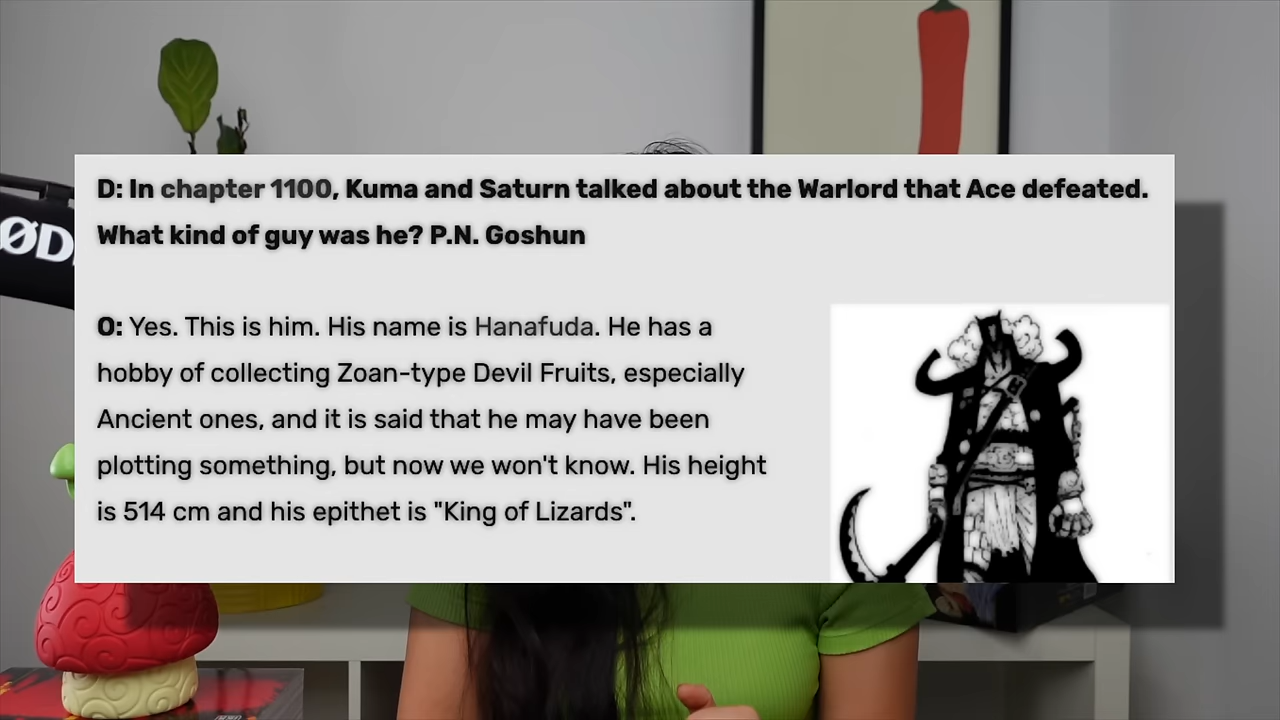 D: In chapter 1100, Kuma and Saturn talked about the Warlord that Ace defeated.
What kind of guy was he? P.N. Goshun
O: Yes. This is him. His name is Hanafuda. He has a
hobby of collecting Zoan-type Devil Fruits, especially
Ancient ones, and it is said that he may have been
plotting something, but now we won't know. His height
is 514 cm and his epithet is "King of Lizards".
ØD